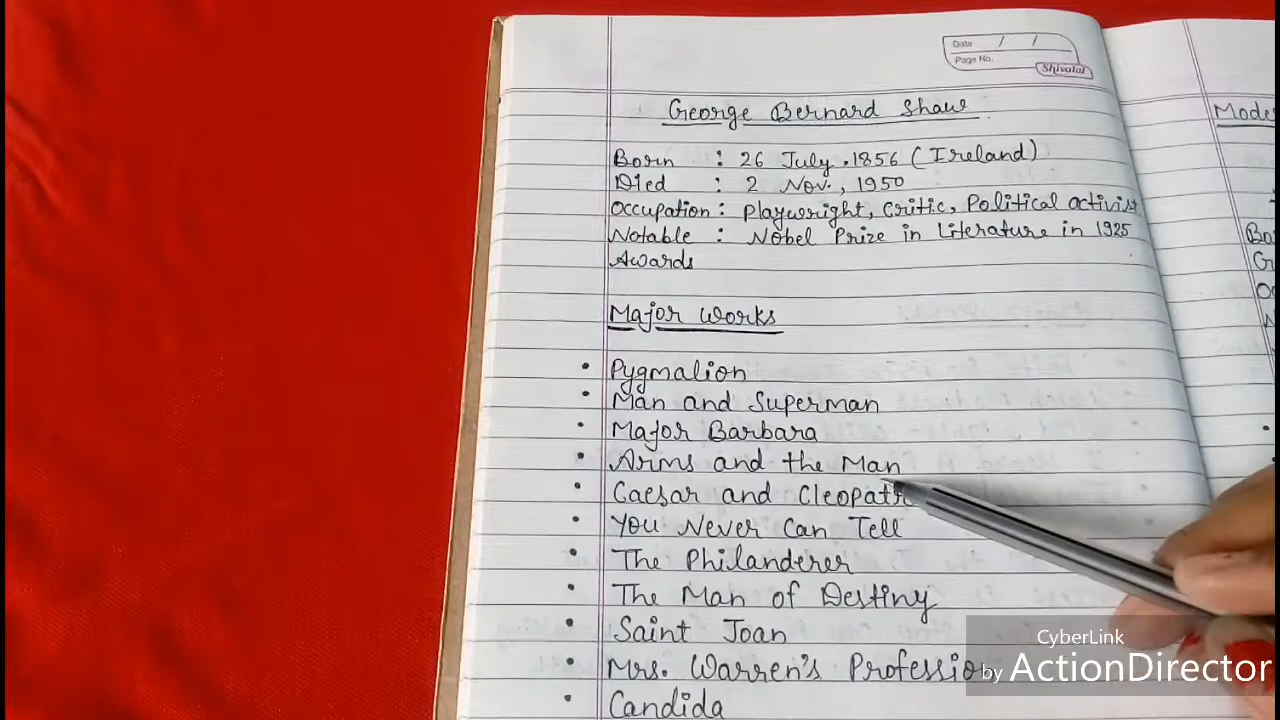 Date / /
Page No.
Shivalal
George Bernard Shaw
Born : 26 July .1856 (Ireland)
Died : 2 Nov., 1950
Occupation : Playwright, Critic, Political activist
Notable : Nobel Prize in Literature in 1925
Awards
Major Works
• Pygmalion
• Man and Superman
• Major Barbara
• Arms and the Man
• Caesar and Cleopatr
• You Never Can Tell
• The Philanderer
• The Man of Destiny
• Saint Joan
• Mrs. Warren's Profession
• Candida
Mode
Bo
G
O
CyberLink
by ActionDirector